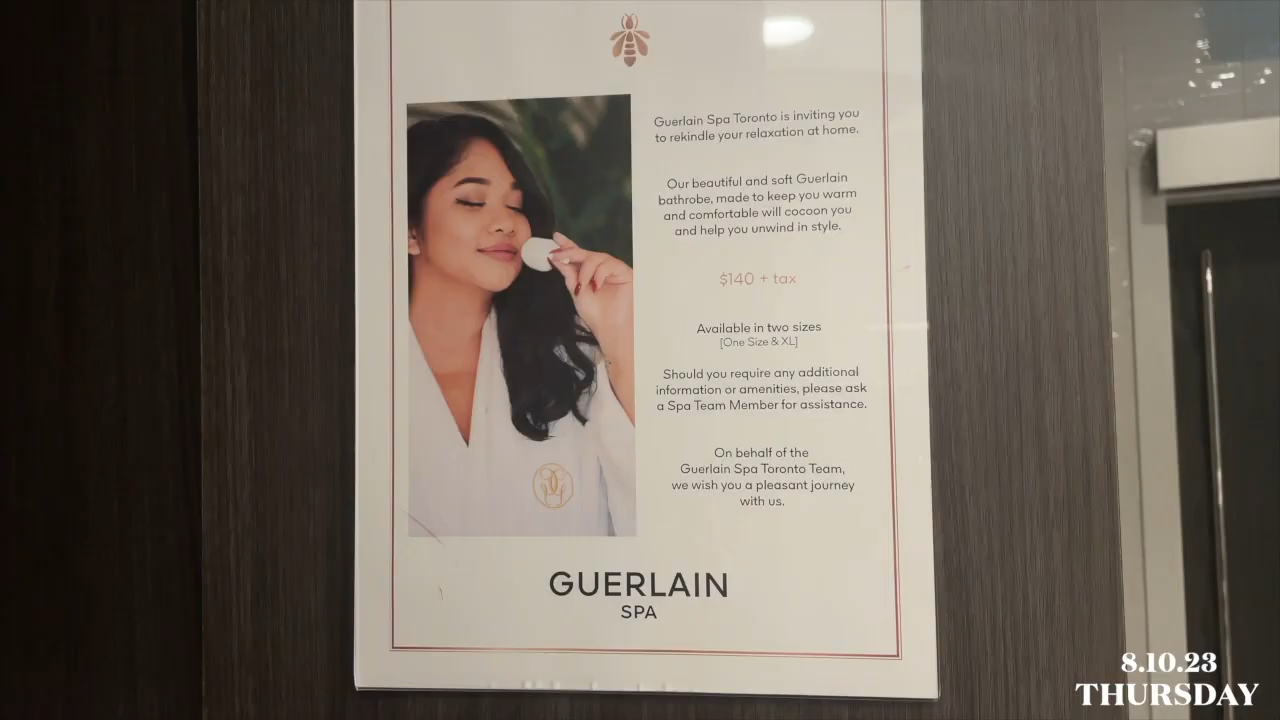 Guerlain Spa Toronto is inviting you
to rekindle your relaxation at home.
Our beautiful and soft Guerlain
bathrobe, made to keep you warm
and comfortable will cocoon you
and help you unwind in style.
$140 + tax
Available in two sizes
[One Size & XL]
Should you require any additional
information or amenities, please ask
a Spa Team Member for assistance.
On behalf of the
Guerlain Spa Toronto Team,
we wish you a pleasant journey
with us.
GUERLAIN
SPA
8.10.23
THURSDAY